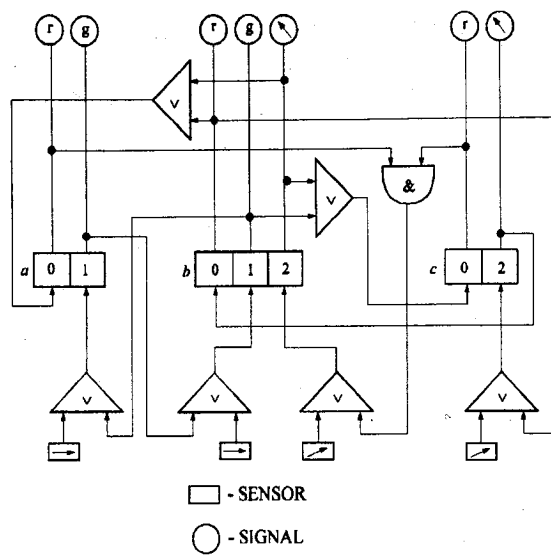 r g r g r
v
v &
a 0 1 b 0 1 2 c 0 2
v v v v
- SENSOR
- SIGNAL